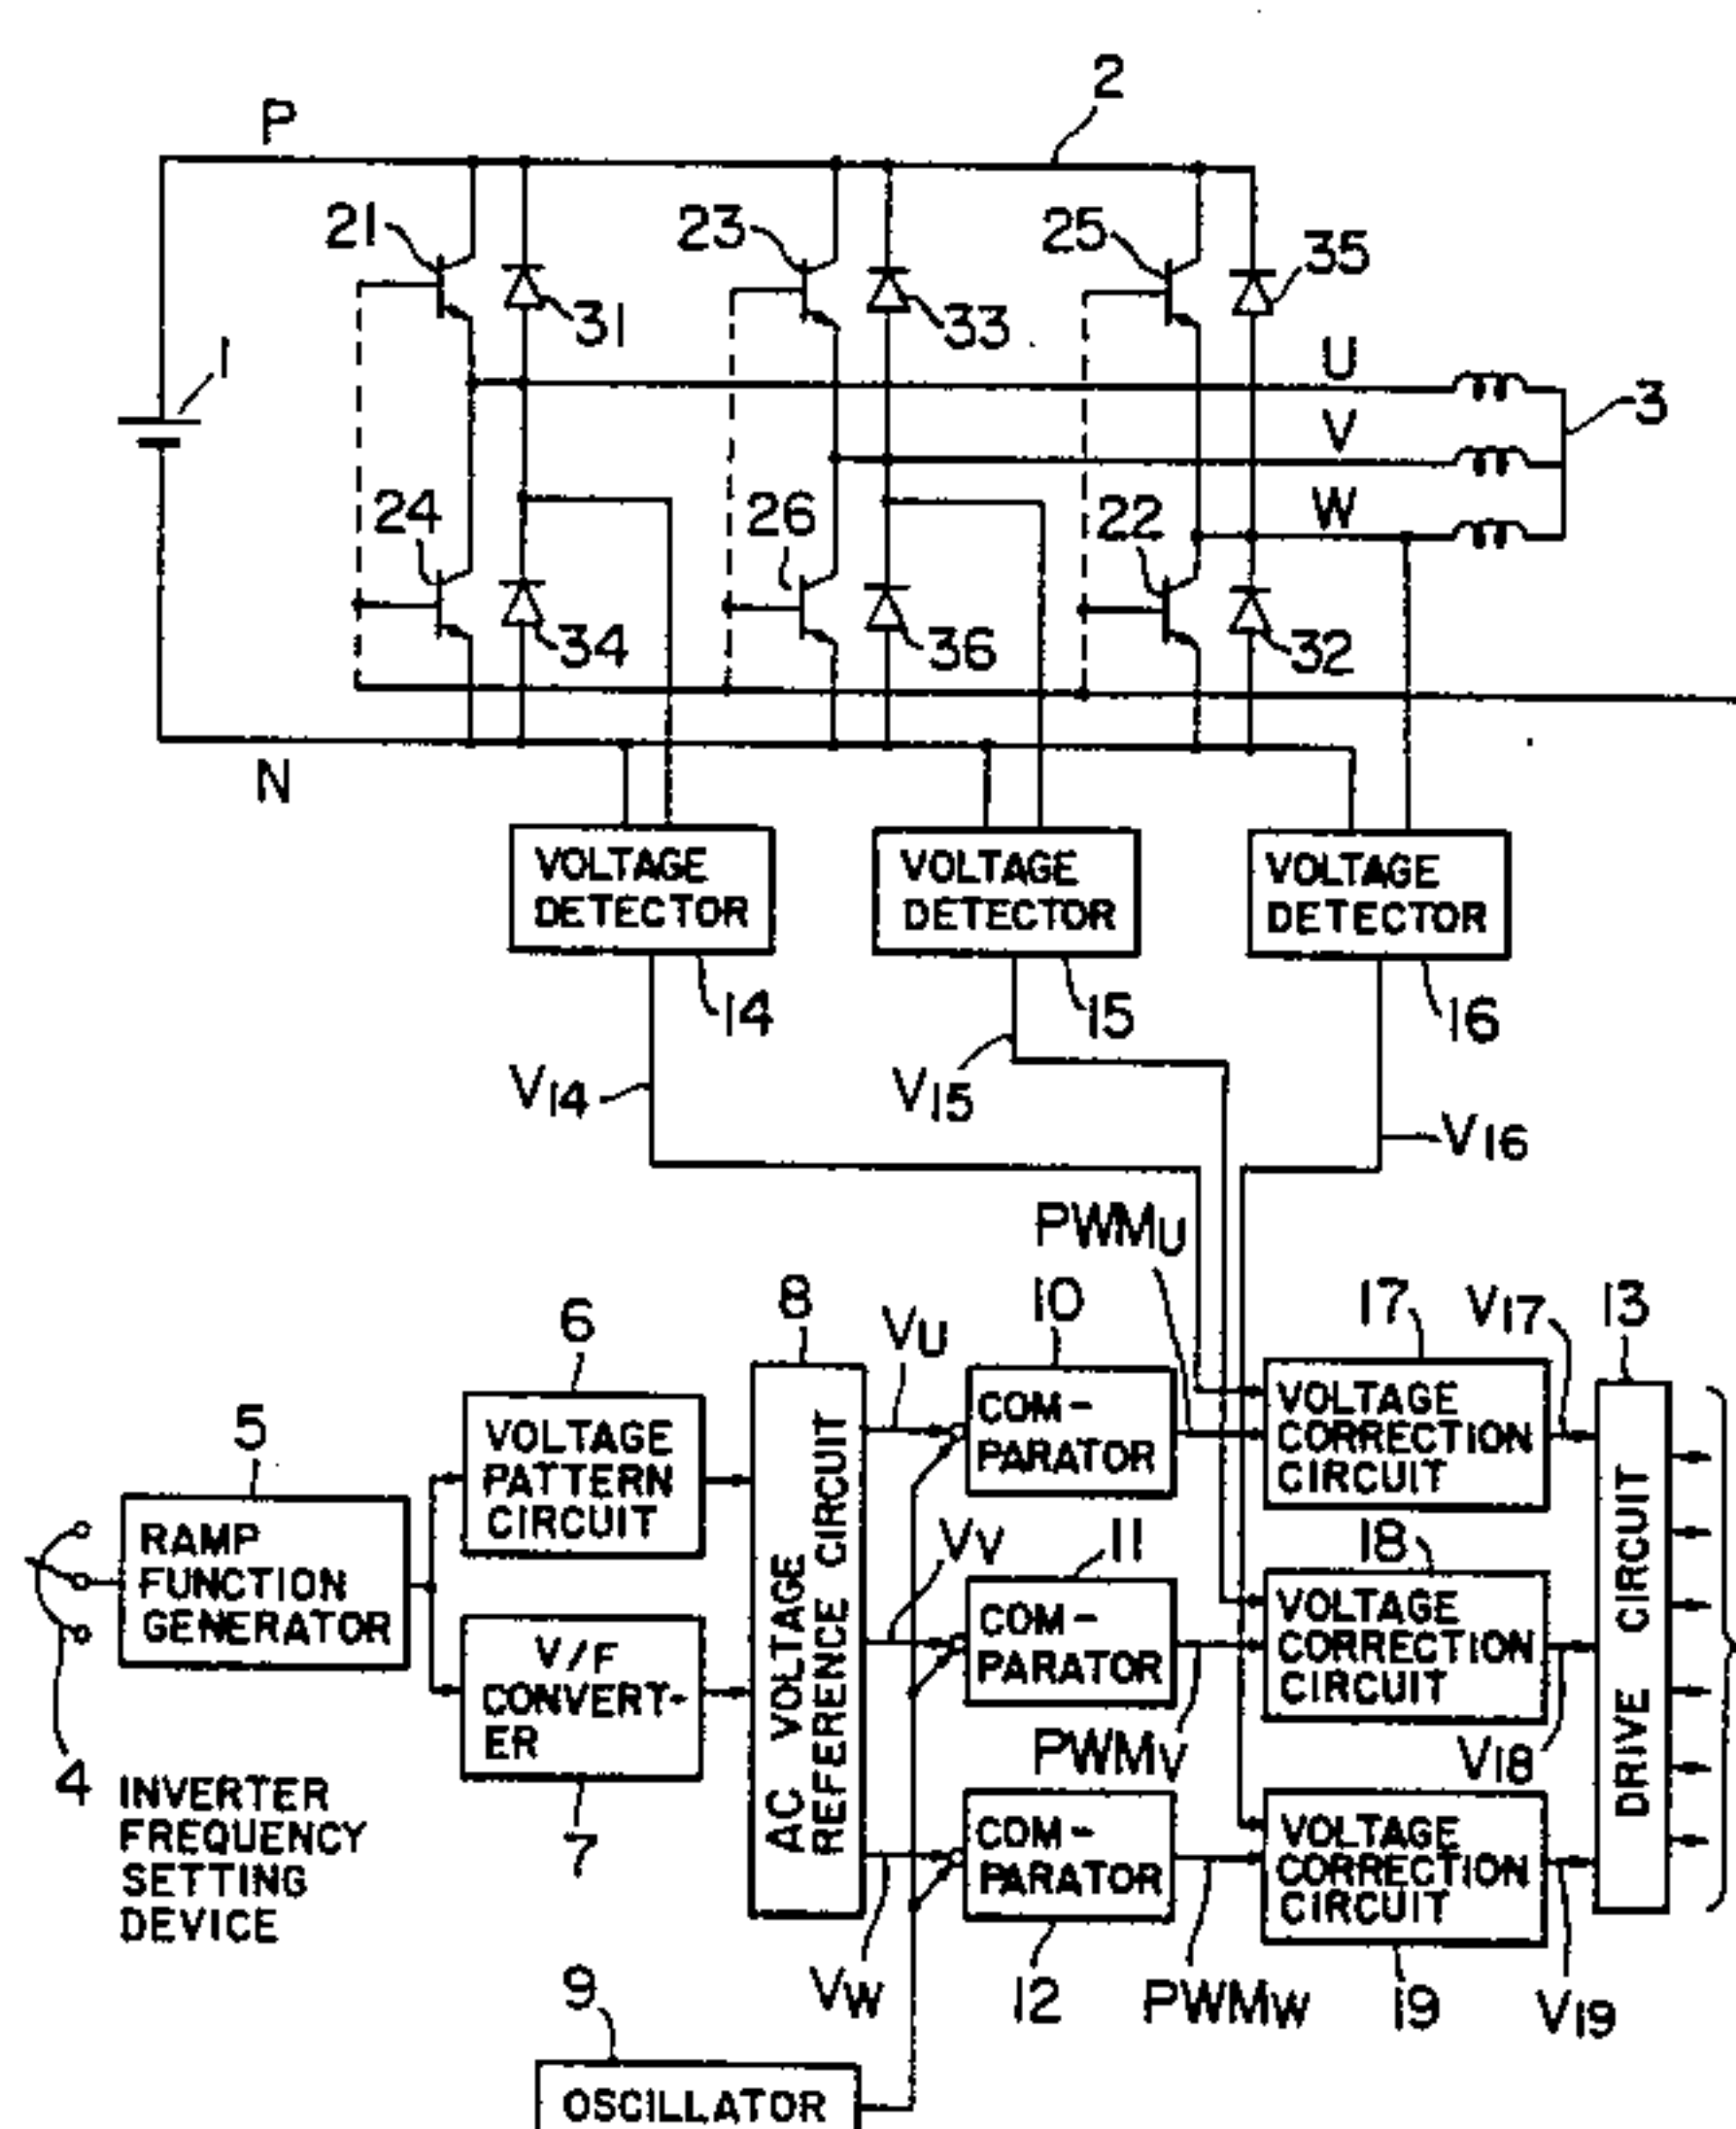 2
P
21
23
25
35
31
33
U
1
3
V
24
26
22
W
34
36
32
N
VOLTAGE
DETECTOR
VOLTAGE
DETECTOR
VOLTAGE
DETECTOR
14
15
16
V14
V15
V16
PWMU
8
10
17
V17
13
6
VU
5
VOLTAGE
PATTERN
CIRCUIT
COM-
PARATOR
VOLTAGE
CORRECTION
CIRCUIT
RAMP
FUNCTION
GENERATOR
AC VOLTAGE
REFERENCE CIRCUIT
VV
11
18
V/F
CONVERT-
ER
COM-
PARATOR
VOLTAGE
CORRECTION
CIRCUIT
DRIVE CIRCUIT
4
INVERTER
FREQUENCY
SETTING
DEVICE
7
PWMV
V18
COM-
PARATOR
VOLTAGE
CORRECTION
CIRCUIT
9
VW
12
PWMW
19
V19
OSCILLATOR